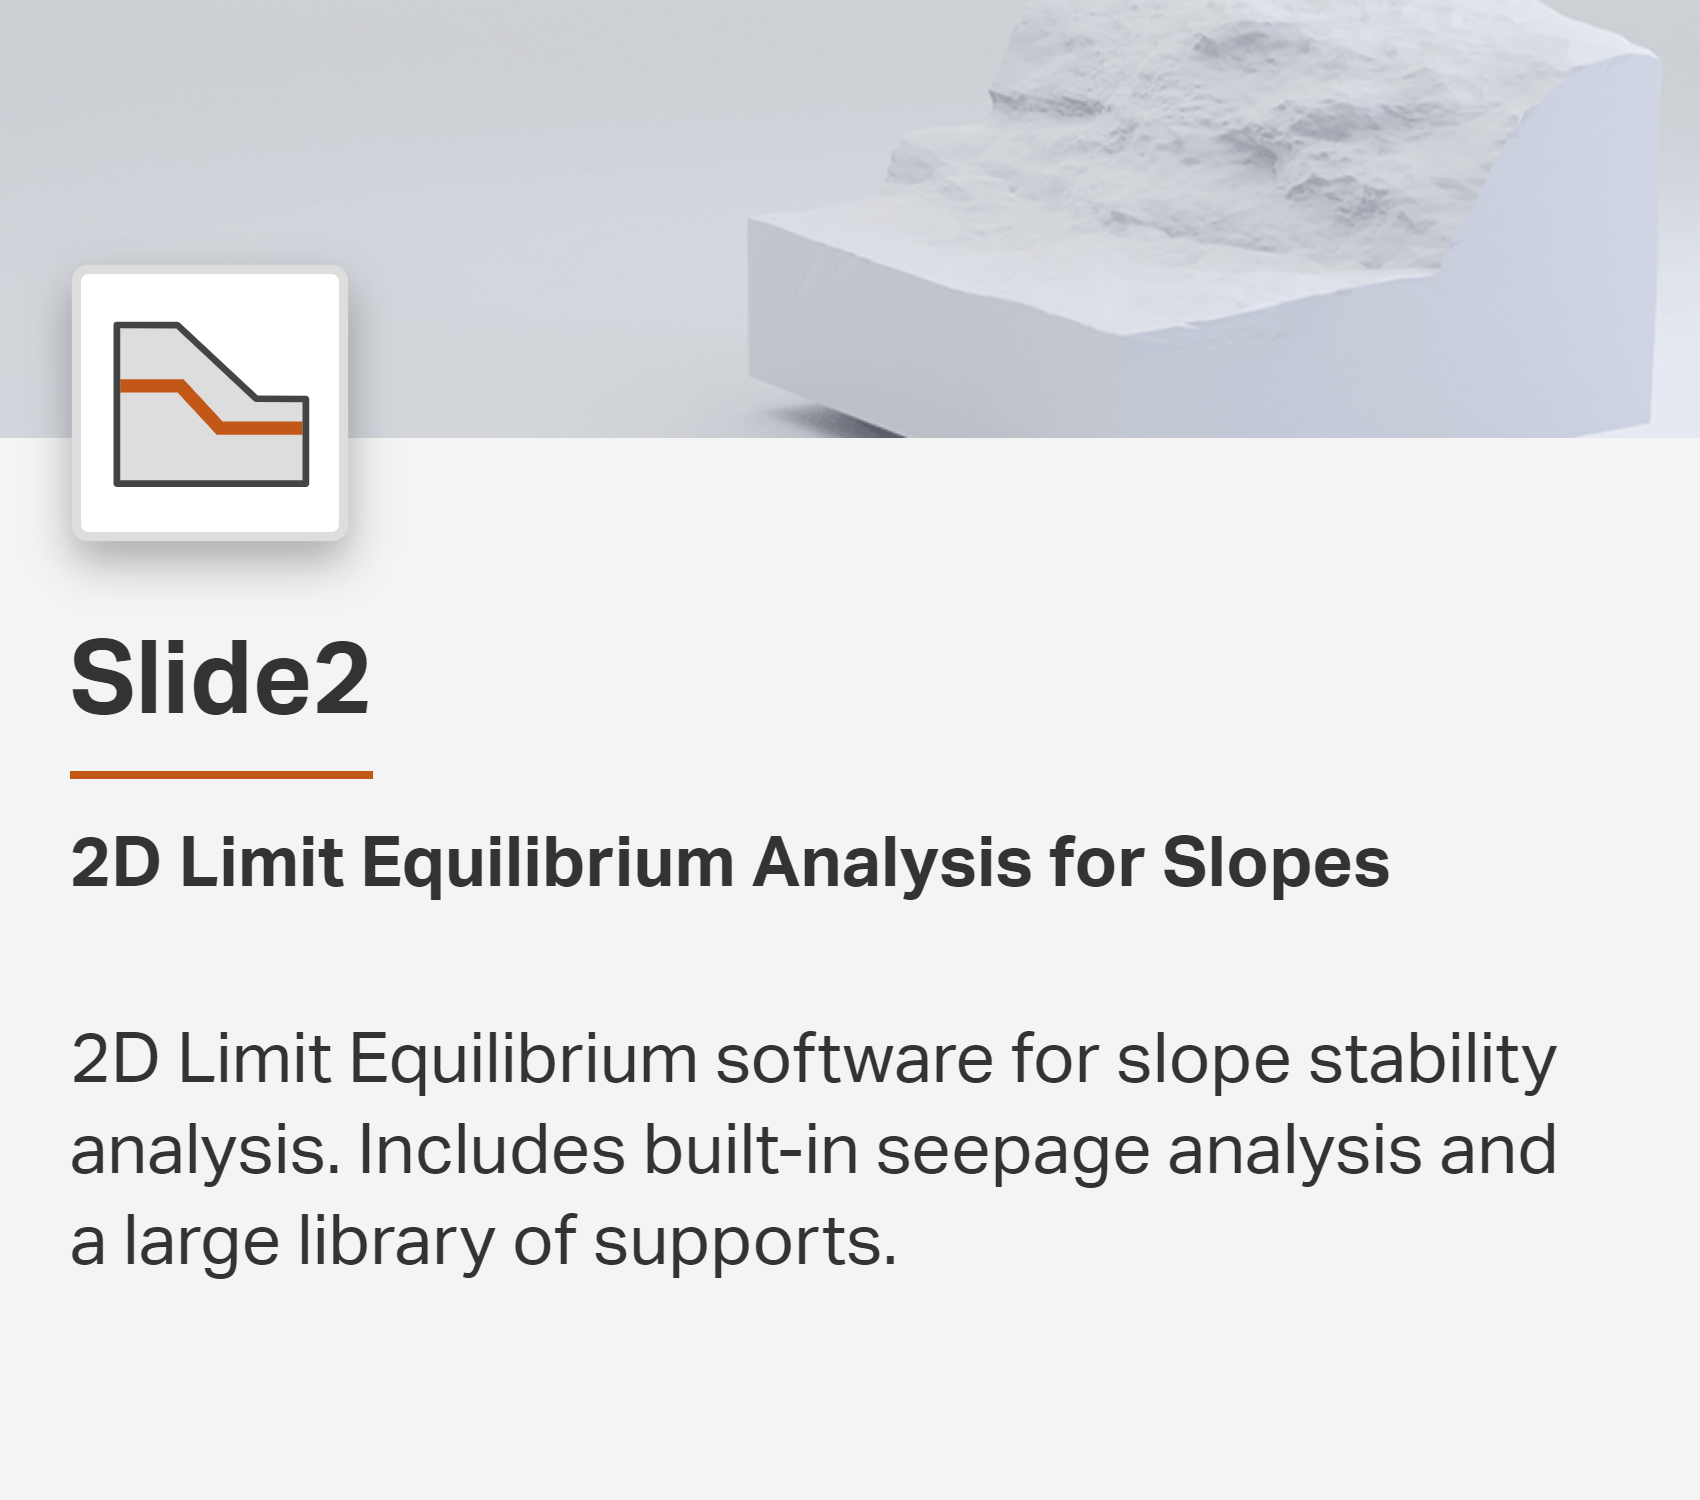 Slide2
2D Limit Equilibrium Analysis for Slopes
2D Limit Equilibrium software for slope stability
analysis. Includes built-in seepage analysis and
a large library of supports.